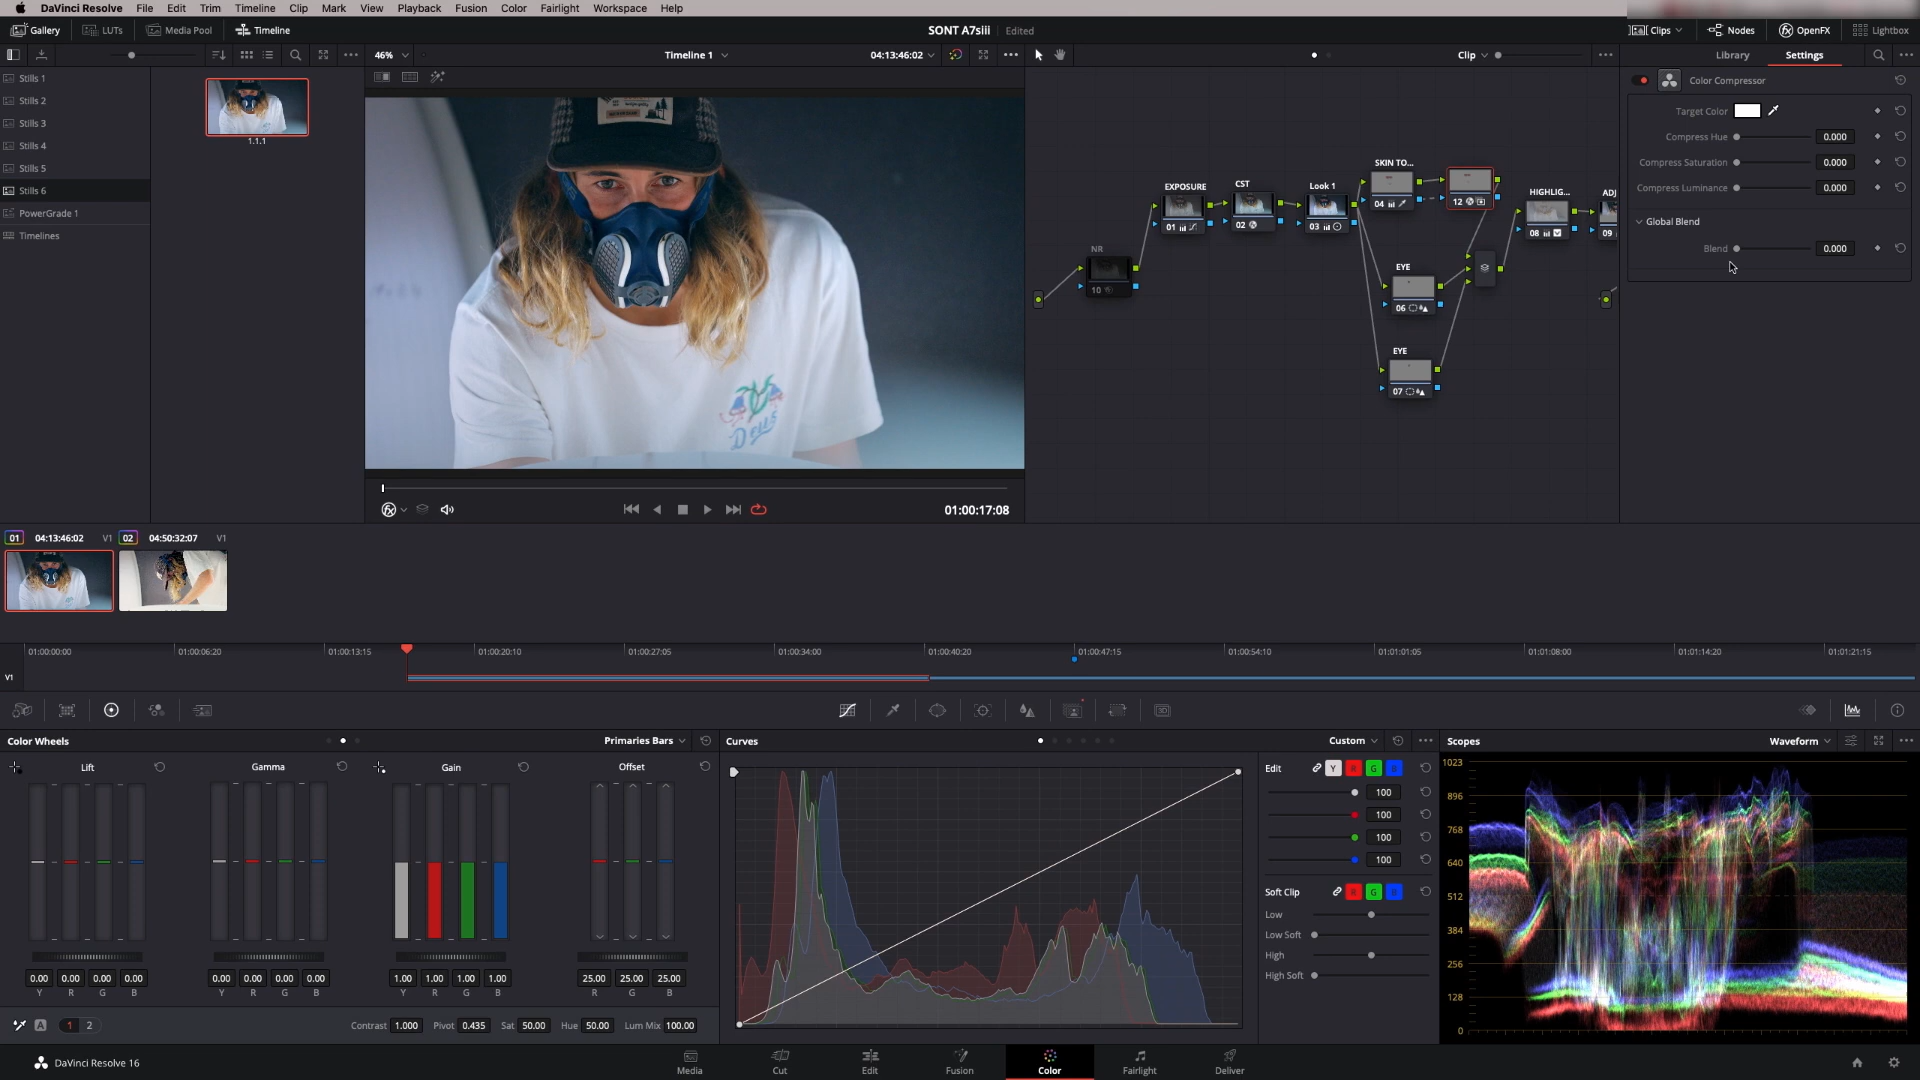 DaVinci Resolve File Edit Trim Timeline Clip Mark View Playback Fusion Color Fairlight Workspace Help
Gallery LUTs Media Pool Timeline SONT A7siii Edited Clips Nodes OpenFX Lightbox
46% Timeline 1 04:13:46:02 Clip Library Settings
Stills 1
Stills 2
Stills 3
Stills 4
Stills 5
Stills 6
PowerGrade 1
Timelines
1.1.1
Deus
01:00:17:08
NR
10
EXPOSURE
01
CST
02
Look 1
03
SKIN TO...
04
12
EYE
06
EYE
07
HIGHLIG...
08
ADJ
09
Color Compressor
Target Color
Compress Hue 0.000
Compress Saturation 0.000
Compress Luminance 0.000
Global Blend
Blend 0.000
01 04:13:46:02 V1 02 04:50:32:07 V1
01:00:00:00 01:00:06:20 01:00:13:15 01:00:20:10 01:00:27:05 01:00:34:00 01:00:40:20 01:00:47:15 01:00:54:10 01:01:01:05 01:01:08:00 01:01:14:20 01:01:21:15
V1
3D
Color Wheels Primaries Bars
Lift Gamma Gain Offset
0.00 0.00 0.00 0.00 0.00 0.00 0.00 0.00 1.00 1.00 1.00 1.00 25.00 25.00 25.00
Y R G B Y R G B Y R G B R G B
A 1 2 Contrast 1.000 Pivot 0.435 Sat 50.00 Hue 50.00 Lum Mix 100.00
Curves Custom
Edit Y R G B
100
100
100
100
Soft Clip R G B
Low
Low Soft
High
High Soft
Scopes Waveform
1023
896
768
640
512
384
256
128
0
DaVinci Resolve 16
Media Cut Edit Fusion Color Fairlight Deliver